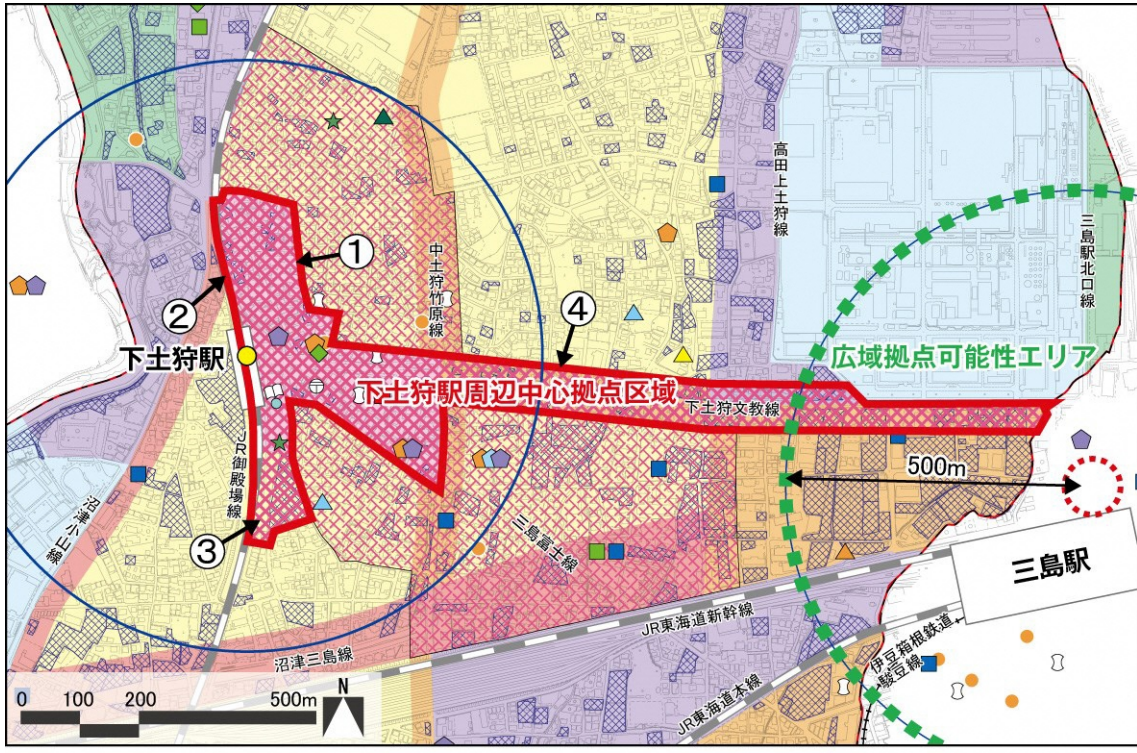 高田上土狩線
三島駅北口線
中土狩竹原線
①
②
④
下土狩駅
広域拠点可能性エリア
下土狩駅周辺中心拠点区域
下土狩文教線
JR御殿場線
500m
沼津小山線
③
三島富士線
三島駅
JR東海道新幹線
伊豆箱根鉄道
駿豆線
沼津三島線
JR東海道本線
0 100 200 500m
N